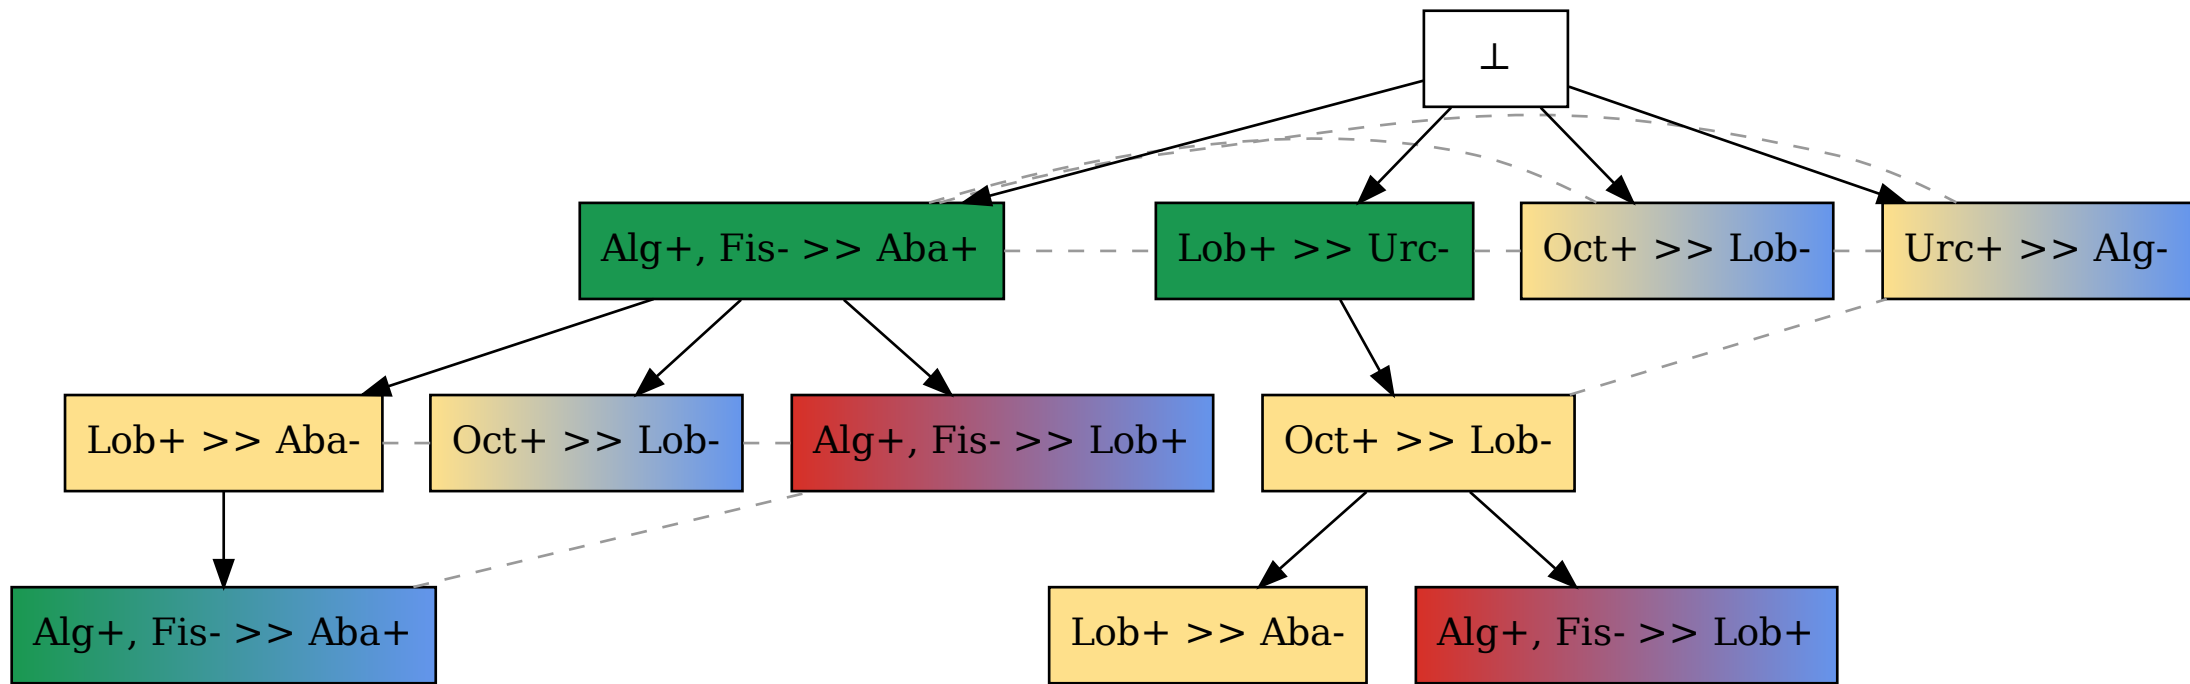 ⊥
Alg+, Fis- >> Aba+
Lob+ >> Urc-
Oct+ >> Lob-
Urc+ >> Alg-
Lob+ >> Aba-
Oct+ >> Lob-
Alg+, Fis- >> Lob+
Oct+ >> Lob-
Alg+, Fis- >> Aba+
Lob+ >> Aba-
Alg+, Fis- >> Lob+